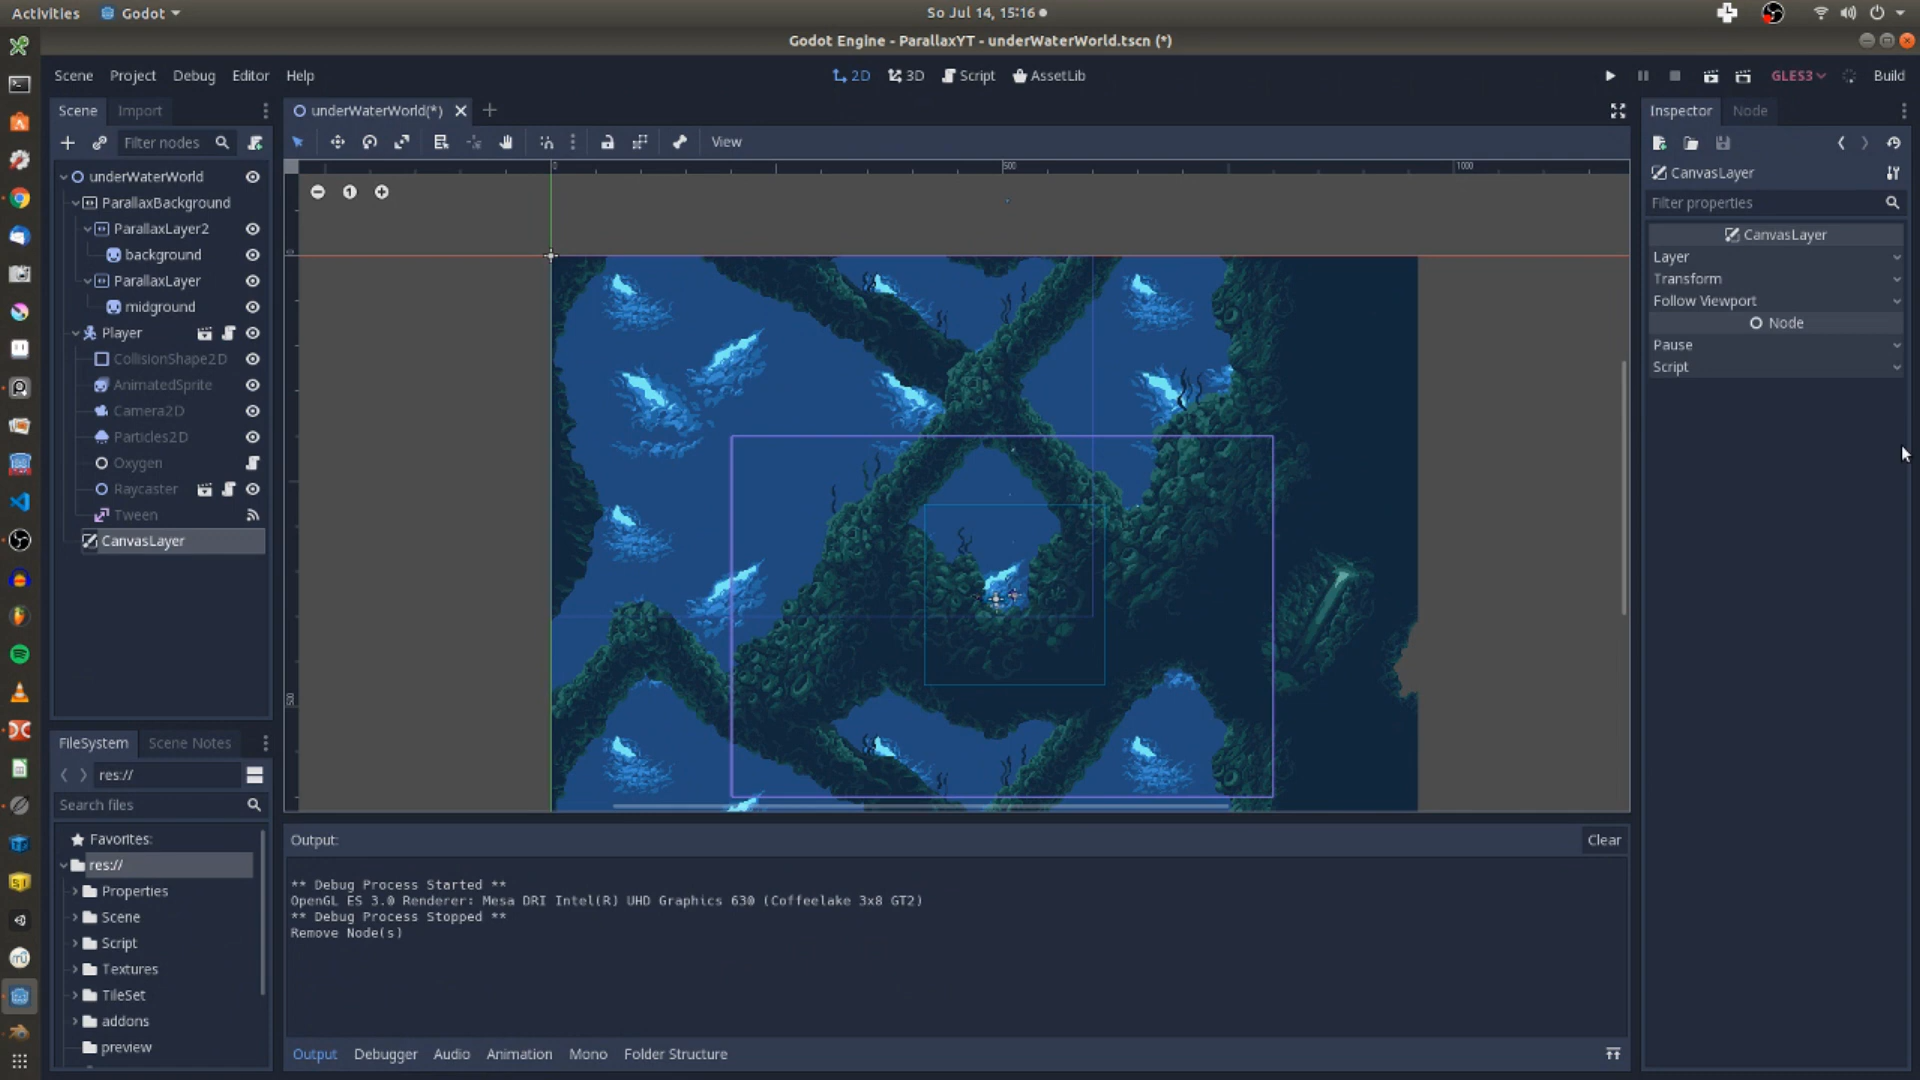 Activities Godot So Jul 14, 15:16
Godot Engine - ParallaxYT - underWaterWorld.tscn (*)
Scene Project Debug Editor Help 2D 3D Script AssetLib GLES3 Build
Scene Import underWaterWorld(*) Inspector Node
Filter nodes View
CanvasLayer
Filter properties
CanvasLayer
Layer
Transform
Follow Viewport
Node
Pause
Script
0 500 1000
0
500
underWaterWorld
ParallaxBackground
ParallaxLayer2
background
ParallaxLayer
midground
Player
CollisionShape2D
AnimatedSprite
Camera2D
Particles2D
Oxygen
Raycaster
Tween
CanvasLayer
FileSystem Scene Notes
res://
Search files
Favorites:
res://
Properties
Scene
Script
Textures
TileSet
addons
preview
Output: Clear
** Debug Process Started **
OpenGL ES 3.0 Renderer: Mesa DRI Intel(R) UHD Graphics 630 (Coffeelake 3x8 GT2)
** Debug Process Stopped **
Remove Node(s)
Output Debugger Audio Animation Mono Folder Structure